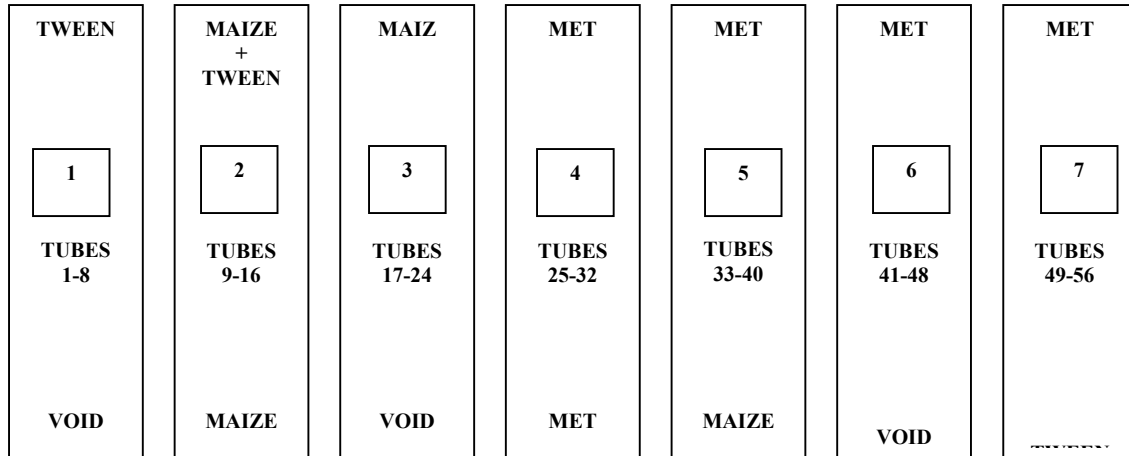 TWEEN
MAIZE
+
TWEEN
MAIZ
MET
MET
MET
MET
1
2
3
4
5
6
7
TUBES
1-8
TUBES
9-16
TUBES
17-24
TUBES
25-32
TUBES
33-40
TUBES
41-48
TUBES
49-56
VOID
MAIZE
VOID
MET
MAIZE
VOID